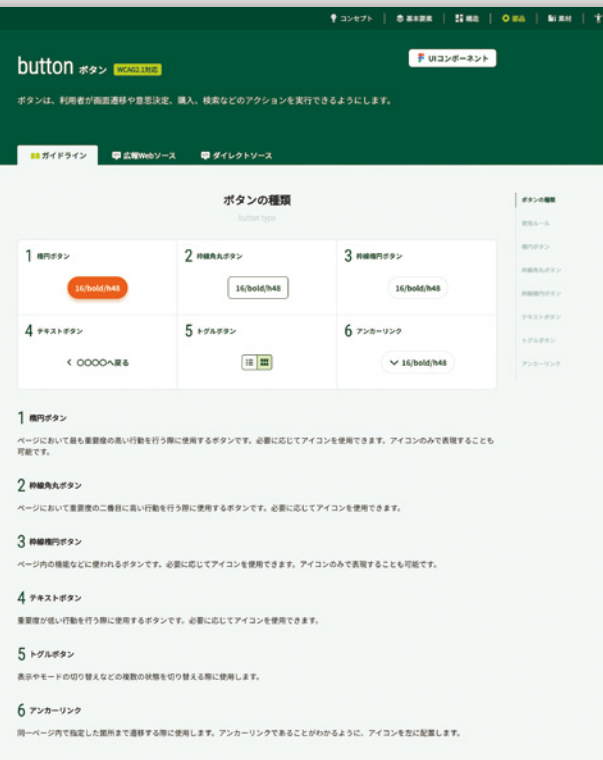 コンセプト
基本要素
構造
部品
素材
button ボタン WCAG2.1対応
UIコンポーネント
ボタンは、利用者が画面遷移や意思決定、購入、検索などのアクションを実行できるようにします。
ガイドライン
広報Webソース
ダイレクトソース
ボタンの種類
button type
1 楕円ボタン
16/bold/h48
2 枠線角丸ボタン
16/bold/h48
3 枠線楕円ボタン
16/bold/h48
4 テキストボタン
〇〇〇〇へ戻る
5 トグルボタン
6 アンカーリンク
16/bold/h48
ボタンの種類
使用ルール
楕円ボタン
枠線角丸ボタン
枠線楕円ボタン
テキストボタン
トグルボタン
アンカーリンク
1 楕円ボタン
ページにおいて最も重要度の高い行動を行う際に使用するボタンです。必要に応じてアイコンを使用できます。アイコンのみで表現することも
可能です。
2 枠線角丸ボタン
ページにおいて重要度の二番目に高い行動を行う際に使用するボタンです。必要に応じてアイコンを使用できます。
3 枠線楕円ボタン
ページ内の機能などに使われるボタンです。必要に応じてアイコンを使用できます。アイコンのみで表現することも可能です。
4 テキストボタン
重要度が低い行動を行う際に使用するボタンです。必要に応じてアイコンを使用できます。
5 トグルボタン
表示やモードの切り替えなどの複数の状態を切り替える際に使用します。
6 アンカーリンク
同一ページ内で指定した箇所まで遷移する際に使用します。アンカーリンクであることがわかるように、アイコンを左に配置します。